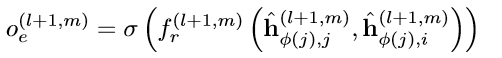 $o_e^{(l+1,m)} = \sigma \left( f_r^{(l+1,m)} \left( \hat{\mathbf{h}}_{\phi(j),j}^{(l+1,m)}, \hat{\mathbf{h}}_{\phi(j),i}^{(l+1,m)} \right) \right)$